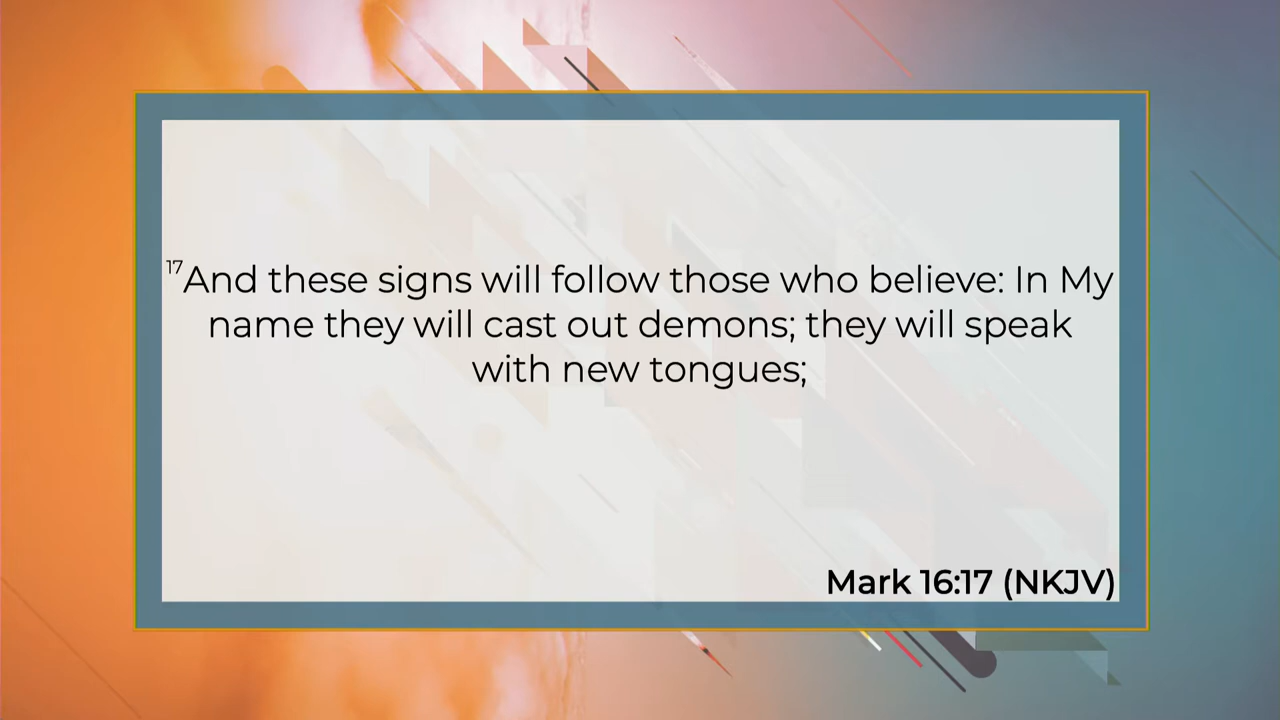 17And these signs will follow those who believe: In My
name they will cast out demons; they will speak
with new tongues;
Mark 16:17 (NKJV)